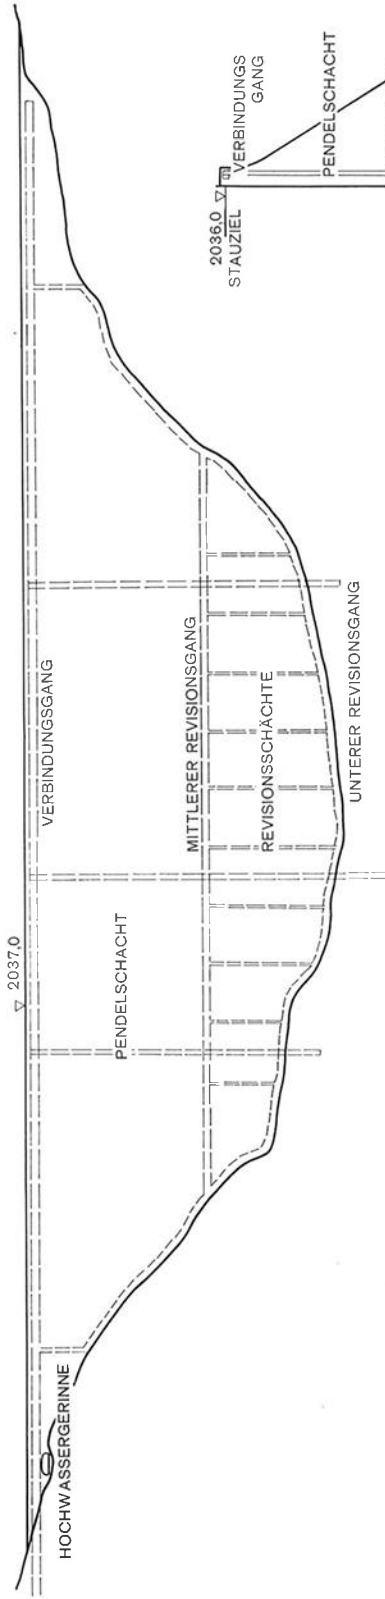 2037,0
VERBINDUNGSGANG
HOCHWASSERGERINNE
PENDELSCHACHT
MITTLERER REVISIONSGANG
REVISIONSSCHÄCHTE
UNTERER REVISIONSGANG
2036,0
STAUZIEL
VERBINDUNGS
GANG
PENDELSCHACHT